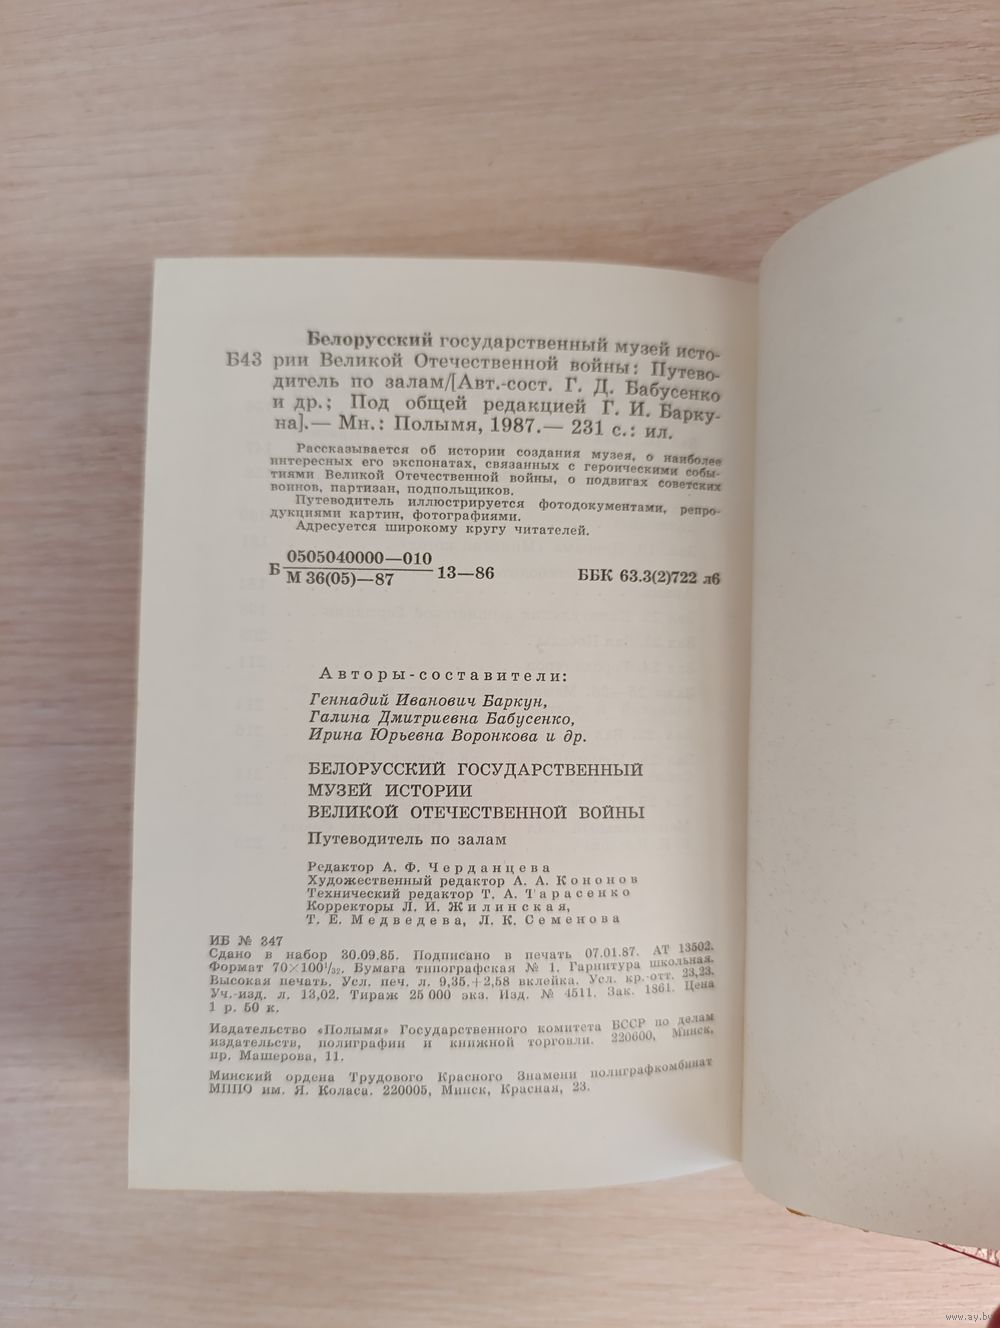 Белорусский государственный музей исто-
Б43 рии Великой Отечественной войны: Путево-
дитель по залам/[Авт.-сост. Г. Д. Бабусенко
и др.; Под общей редакцией Г. И. Барку-
на].— Мн.: Полымя, 1987.— 231 с.: ил.
Рассказывается об истории создания музея, о наиболее
интересных его экспонатах, связанных с героическими собы-
тиями Великой Отечественной войны, о подвигах советских
воинов, партизан, подпольщиков.
Путеводитель иллюстрируется фотодокументами, репро-
дукциями картин, фотографиями.
Адресуется широкому кругу читателей.
Б 0505040000—010
М 36(05)—87 13—86 ББК 63.3(2)722 л6
Авторы-составители:
Геннадий Иванович Баркун,
Галина Дмитриевна Бабусенко,
Ирина Юрьевна Воронкова и др.
БЕЛОРУССКИЙ ГОСУДАРСТВЕННЫЙ
МУЗЕЙ ИСТОРИИ
ВЕЛИКОЙ ОТЕЧЕСТВЕННОЙ ВОЙНЫ
Путеводитель по залам
Редактор А. Ф. Черданцева
Художественный редактор А. А. Кононов
Технический редактор Т. А. Тарасенко
Корректоры Л. И. Жилинская,
Т. Е. Медведева, Л. К. Семенова
ИБ № 347
Сдано в набор 30.09.85. Подписано в печать 07.01.87. АТ 13502.
Формат 70×100¹/₃₂. Бумага типографская № 1. Гарнитура школьная.
Высокая печать. Усл. печ. л. 9,35.+2,58 вклейка. Усл. кр.-отт. 23,23.
Уч.-изд. л. 13,02. Тираж 25 000 экз. Изд. № 4511. Зак. 1861. Цена
1 р. 50 к.
Издательство «Полымя» Государственного комитета БССР по делам
издательств, полиграфии и книжной торговли. 220600, Минск,
пр. Машерова, 11.
Минский ордена Трудового Красного Знамени полиграфкомбинат
МППО им. Я. Коласа. 220005, Минск, Красная, 23.
www.ay.by